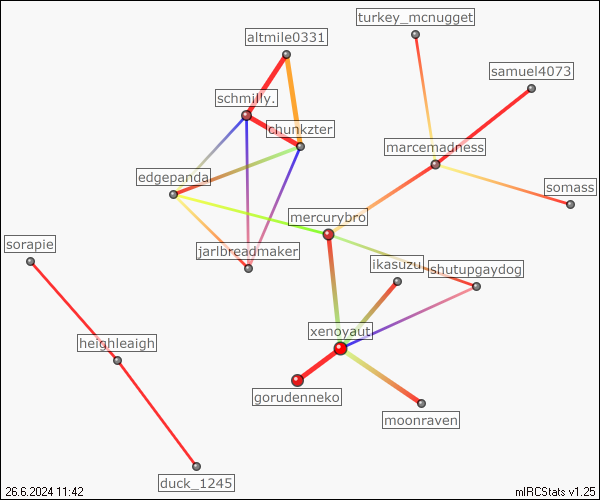 turkey_mcnugget
altmile0331
samuel4073
schmilly.
chunkzter
marcemadness
edgepanda
somass
mercurybro
sorapie
jarlbreadmaker
ikasuzu
shutupgaydog
xenoyaut
heighleaigh
gorudenneko
moonraven
duck_1245
26.6.2024 11:42
mIRCStats v1.25